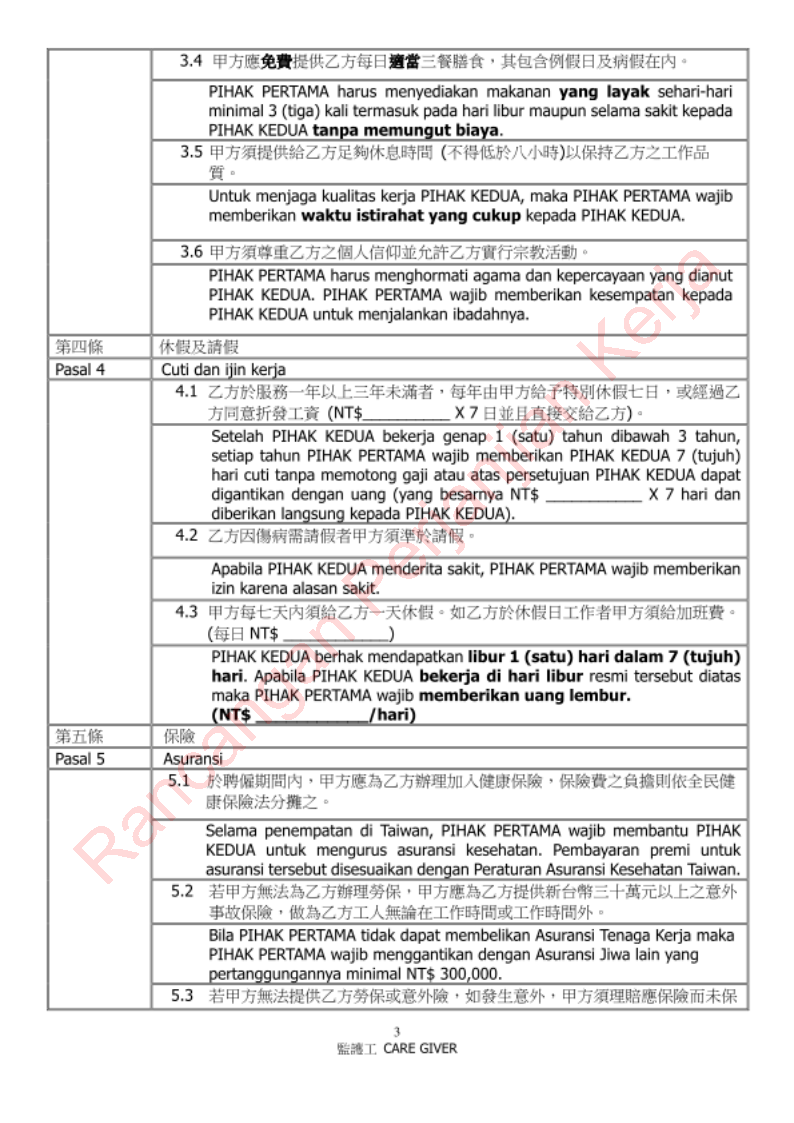 3.4 甲方應免費提供乙方每日適當三餐膳食，其包含例假日及病假在內。
PIHAK PERTAMA harus menyediakan makanan yang layak sehari-hari
minimal 3 (tiga) kali termasuk pada hari libur maupun selama sakit kepada
PIHAK KEDUA tanpa memungut biaya.
3.5 甲方須提供給乙方足夠休息時間 (不得低於八小時)以保持乙方之工作品
質。
Untuk menjaga kualitas kerja PIHAK KEDUA, maka PIHAK PERTAMA wajib
memberikan waktu istirahat yang cukup kepada PIHAK KEDUA.
3.6 甲方須尊重乙方之個人信仰並允許乙方實行宗教活動。
PIHAK PERTAMA harus menghormati agama dan kepercayaan yang dianut
PIHAK KEDUA. PIHAK PERTAMA wajib memberikan kesempatan kepada
PIHAK KEDUA untuk menjalankan ibadahnya.
第四條 休假及請假
Pasal 4 Cuti dan ijin kerja
4.1 乙方於服務一年以上三年未滿者，每年由甲方給予特別休假七日，或經過乙
方同意折發工資 (NT$__________ X 7 日並且直接交給乙方)。
Setelah PIHAK KEDUA bekerja genap 1 (satu) tahun dibawah 3 tahun,
setiap tahun PIHAK PERTAMA wajib memberikan PIHAK KEDUA 7 (tujuh)
hari cuti tanpa memotong gaji atau atas persetujuan PIHAK KEDUA dapat
digantikan dengan uang (yang besarnya NT$ ___________ X 7 hari dan
diberikan langsung kepada PIHAK KEDUA).
4.2 乙方因傷病需請假者甲方須準於請假。
Apabila PIHAK KEDUA menderita sakit, PIHAK PERTAMA wajib memberikan
izin karena alasan sakit.
4.3 甲方每七天內須給乙方一天休假。如乙方於休假日工作者甲方須給加班費。
(每日 NT$ ____________)
PIHAK KEDUA berhak mendapatkan libur 1 (satu) hari dalam 7 (tujuh)
hari. Apabila PIHAK KEDUA bekerja di hari libur resmi tersebut diatas
maka PIHAK PERTAMA wajib memberikan uang lembur.
(NT$ ____________/hari)
第五條 保險
Pasal 5 Asuransi
5.1 於聘僱期間內，甲方應為乙方辦理加入健康保險，保險費之負擔則依全民健
康保險法分攤之。
Selama penempatan di Taiwan, PIHAK PERTAMA wajib membantu PIHAK
KEDUA untuk mengurus asuransi kesehatan. Pembayaran premi untuk
asuransi tersebut disesuaikan dengan Peraturan Asuransi Kesehatan Taiwan.
5.2 若甲方無法為乙方辦理勞保，甲方應為乙方提供新台幣三十萬元以上之意外
事故保險，做為乙方工人無論在工作時間或工作時間外。
Bila PIHAK PERTAMA tidak dapat membelikan Asuransi Tenaga Kerja maka
PIHAK PERTAMA wajib menggantikan dengan Asuransi Jiwa lain yang
pertanggungannya minimal NT$ 300,000.
5.3 若甲方無法提供乙方勞保或意外險，如發生意外，甲方須理賠應保險而未保
Rancangan Perjanjian Kerja
3
監護工 CARE GIVER